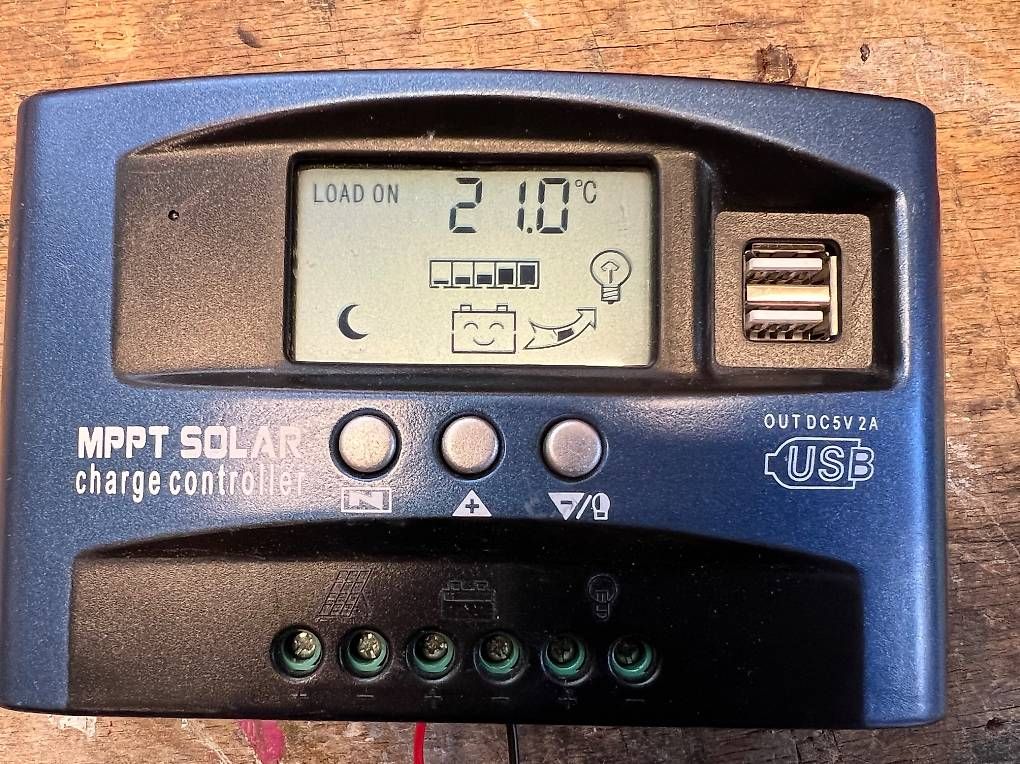 LOAD ON 21.0 °C
MPPT SOLAR
charge controller
OUT DC5V 2A
USB
+ -/
+ - + - + -